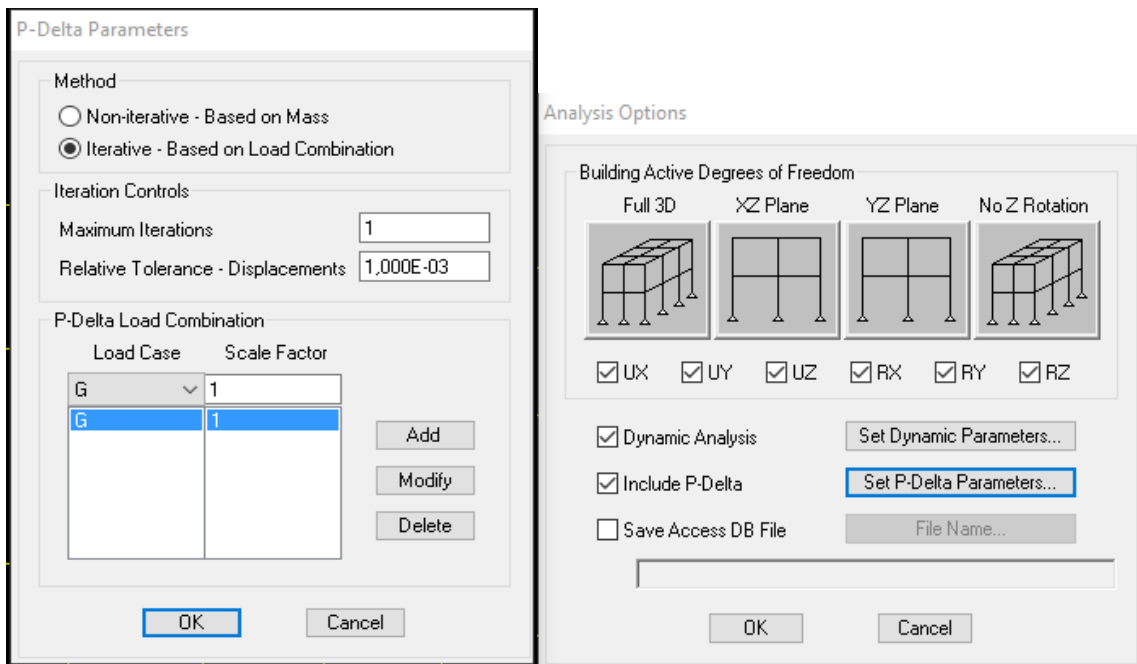 P-Delta Parameters
Method
Non-iterative - Based on Mass
Iterative - Based on Load Combination
Iteration Controls
Maximum Iterations 1
Relative Tolerance - Displacements 1,000E-03
P-Delta Load Combination
Load Case Scale Factor
G 1
G 1
Add
Modify
Delete
OK Cancel
Analysis Options
Building Active Degrees of Freedom
Full 3D XZ Plane YZ Plane No Z Rotation
UX UY UZ RX RY RZ
Dynamic Analysis Set Dynamic Parameters...
Include P-Delta Set P-Delta Parameters...
Save Access DB File File Name...
OK Cancel